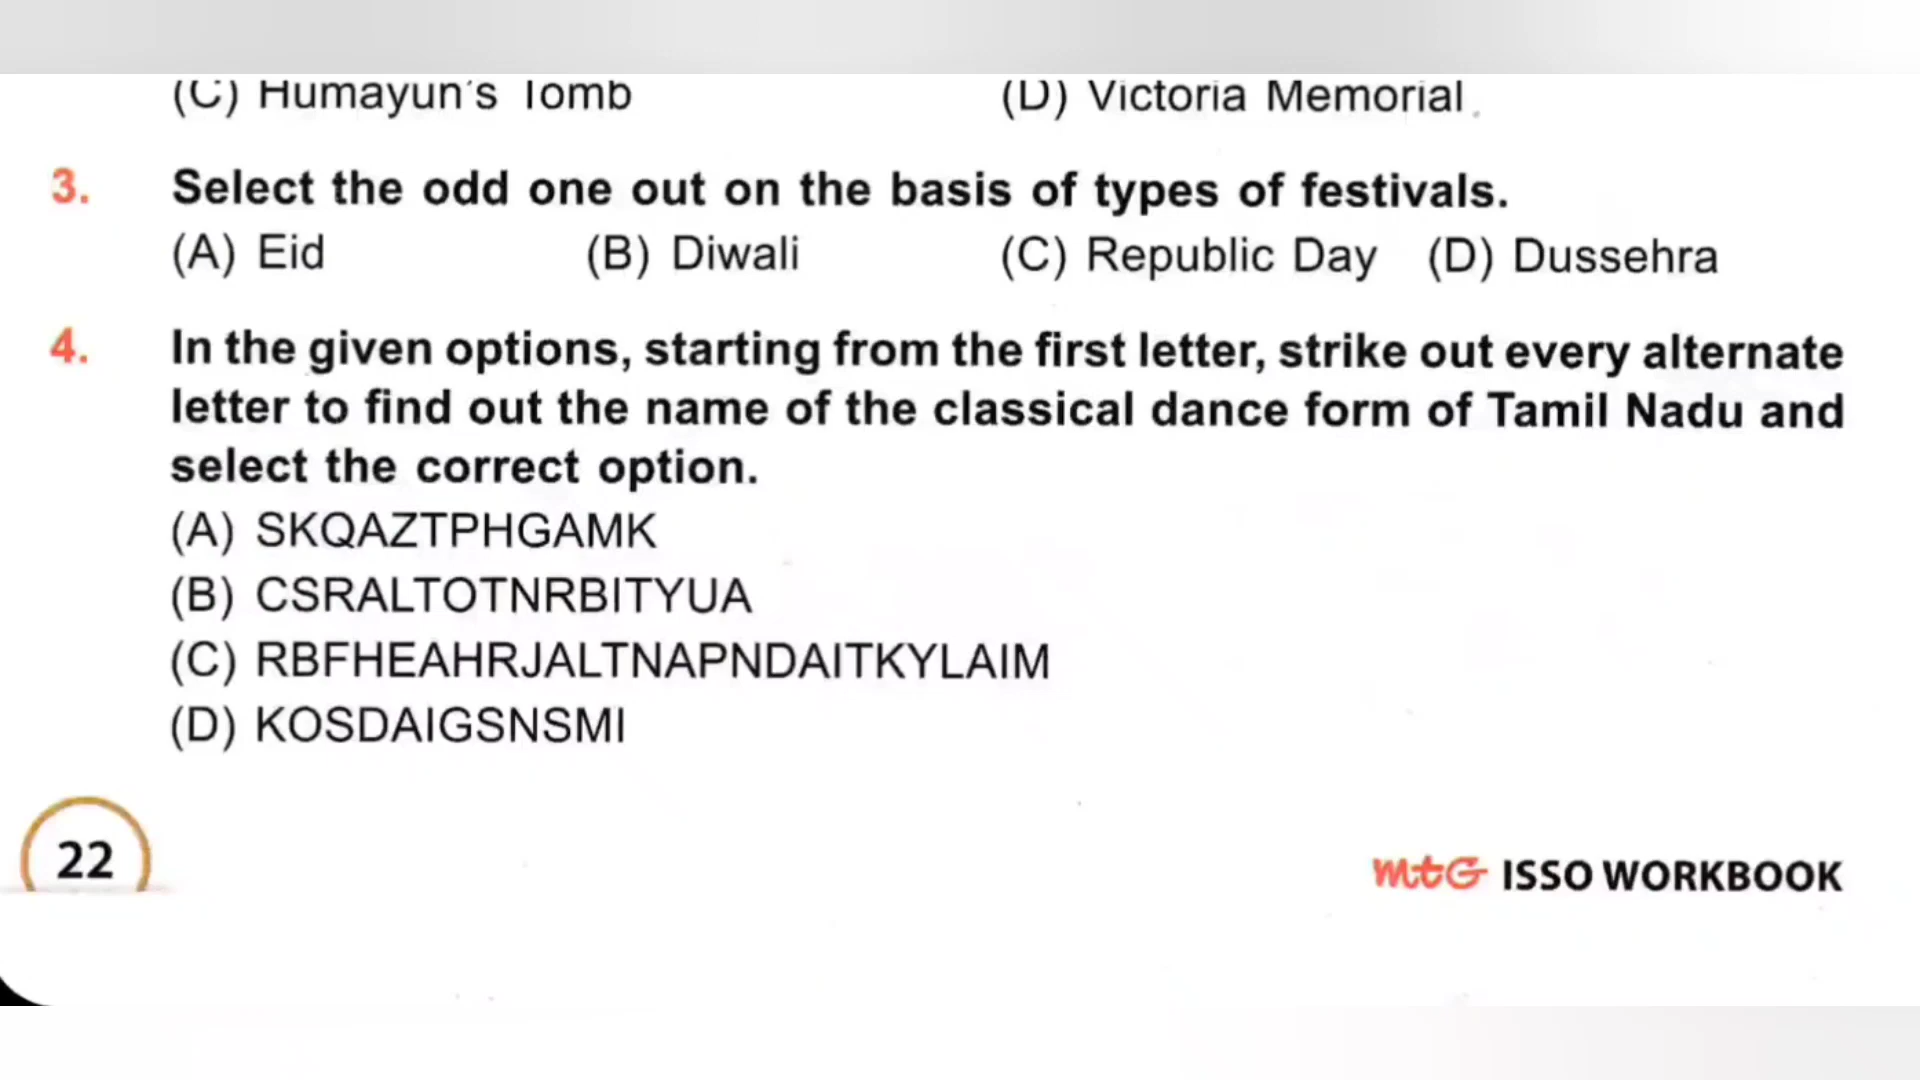 (C) Humayun's Tomb (D) Victoria Memorial
3. Select the odd one out on the basis of types of festivals.
(A) Eid (B) Diwali (C) Republic Day (D) Dussehra
4. In the given options, starting from the first letter, strike out every alternate
letter to find out the name of the classical dance form of Tamil Nadu and
select the correct option.
(A) SKQAZTPHGAMK
(B) CSRALTOTNRBITYUA
(C) RBFHEAHRJALTNAPNDAITKYLAIM
(D) KOSDAIGSNSMI
22
mtG ISSO WORKBOOK